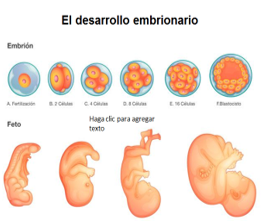 El desarrollo embrionario
Embrión
A. Fertilización
B. 2 Células
C. 4 Células
D. 8 Células
E. 16 Células
F.Blastocisto
Haga clic para agregar
texto
Feto